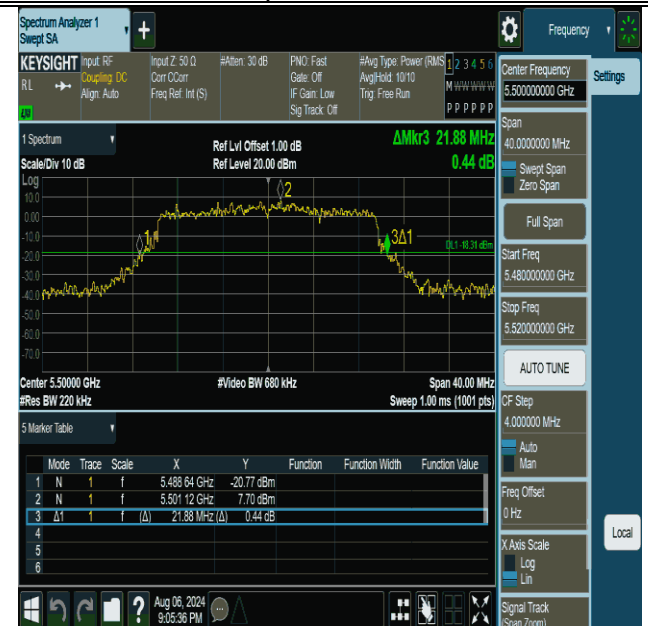 Spectrum Analyzer 1
Swept SA
+
Frequency
KEYSIGHT
RL
Input: RF
Coupling: DC
Align: Auto
Input Z: 50 Ω
Corr CCorr
Freq Ref: Int (S)
#Atten: 30 dB
PNO: Fast
Gate: Off
IF Gain: Low
Sig Track: Off
#Avg Type: Power (RMS
Avg|Hold: 10/10
Trig: Free Run
1 2 3 4 5 6
M W W W W W
P P P P P P
1 Spectrum
Scale/Div 10 dB
Ref Lvl Offset 1.00 dB
Ref Level 20.00 dBm
ΔMkr3 21.88 MHz
0.44 dB
Log
10.0
0.00
-10.0
-20.0
-30.0
-40.0
-50.0
-60.0
-70.0
1
2
3Δ1
DL1 -18.31 dBm
Center 5.50000 GHz
#Res BW 220 kHz
#Video BW 680 kHz
Span 40.00 MHz
Sweep 1.00 ms (1001 pts)
5 Marker Table
Mode Trace Scale X Y Function Function Width Function Value
1 N 1 f 5.488 64 GHz -20.77 dBm
2 N 1 f 5.501 12 GHz 7.70 dBm
3 Δ1 1 f (Δ) 21.88 MHz (Δ) 0.44 dB
4
5
6
Aug 06, 2024
9:05:36 PM
?
Center Frequency
5.500000000 GHz
Settings
Span
40.0000000 MHz
Swept Span
Zero Span
Full Span
Start Freq
5.480000000 GHz
Stop Freq
5.520000000 GHz
AUTO TUNE
CF Step
4.000000 MHz
Auto
Man
Freq Offset
0 Hz
Local
X Axis Scale
Log
Lin
Signal Track
(Span Zoom)